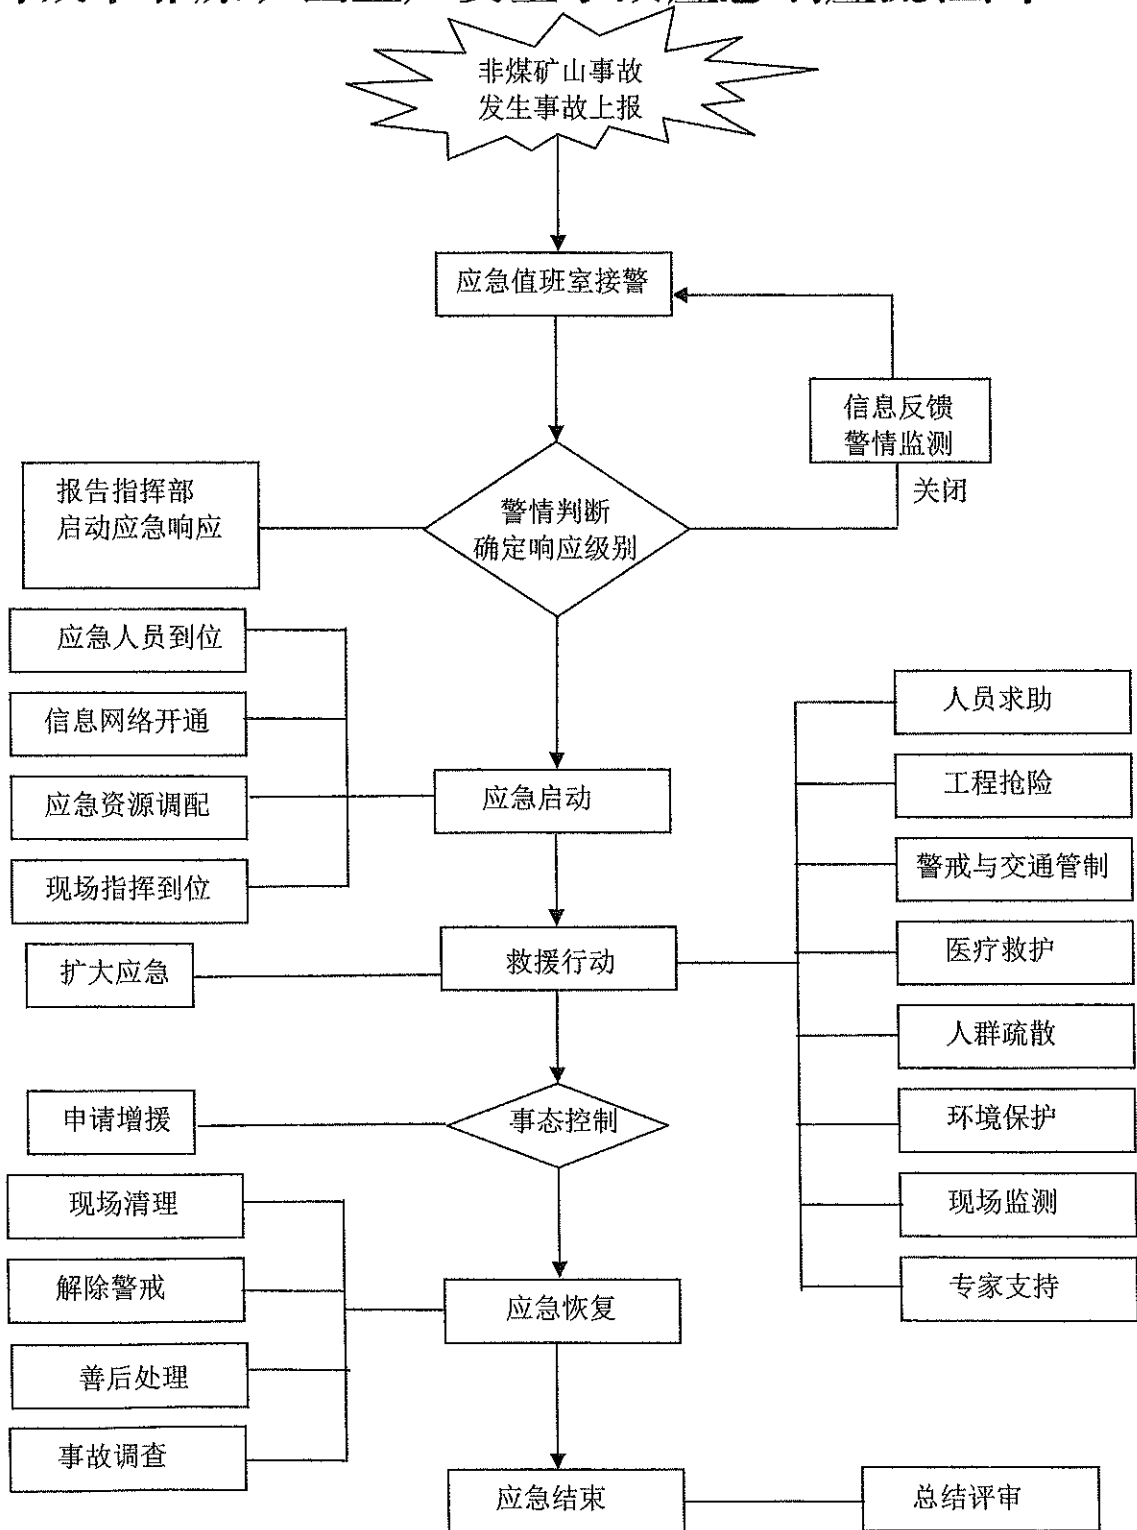 非煤矿山事故
发生事故上报
应急值班室接警
信息反馈
警情监测
关闭
报告指挥部
启动应急响应
警情判断
确定响应级别
应急人员到位
信息网络开通
应急资源调配
现场指挥到位
应急启动
人员求助
工程抢险
警戒与交通管制
医疗救护
人群疏散
环境保护
现场监测
专家支持
扩大应急
救援行动
申请增援
事态控制
现场清理
解除警戒
善后处理
事故调查
应急恢复
应急结束
总结评审